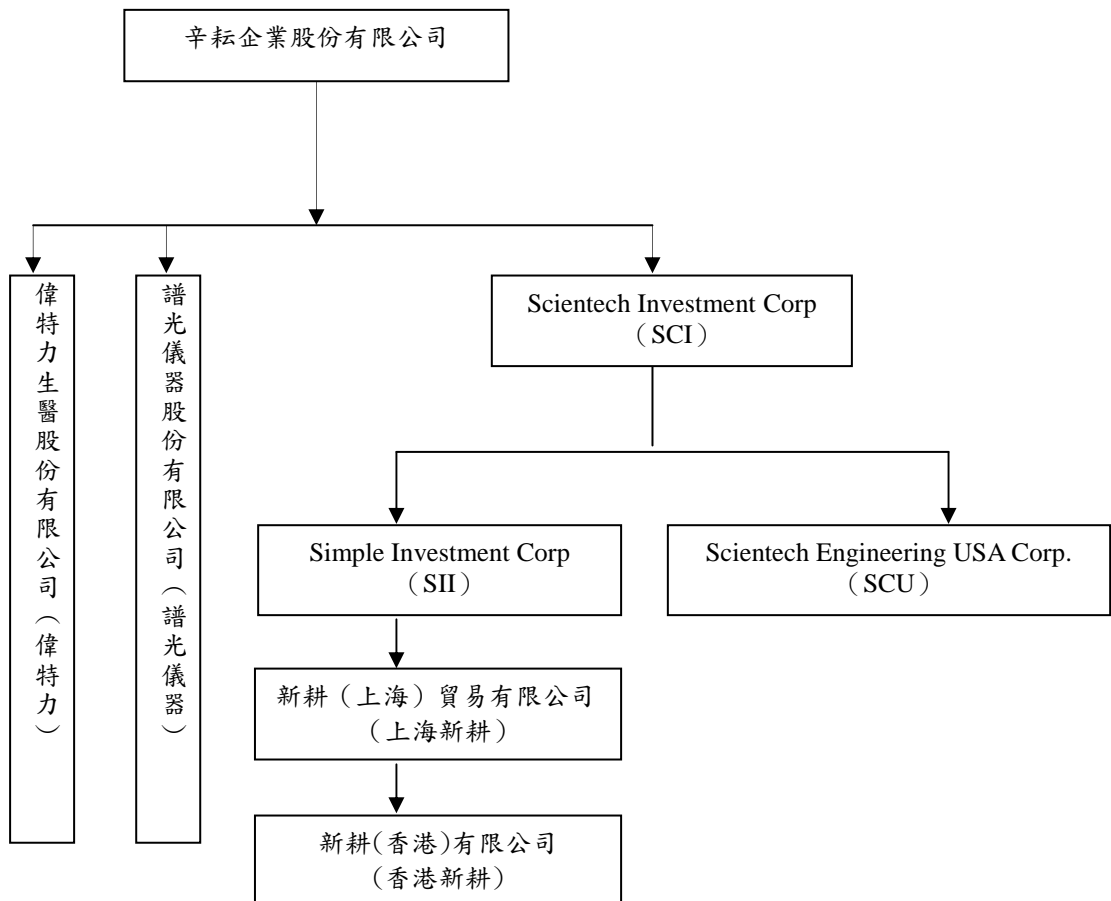 辛耘企業股份有限公司
偉特力生醫股份有限公司（偉特力）
譜光儀器股份有限公司（譜光儀器）
Scientech Investment Corp
（SCI）
Simple Investment Corp
（SII）
Scientech Engineering USA Corp.
（SCU）
新耕（上海）貿易有限公司
（上海新耕）
新耕(香港)有限公司
（香港新耕）